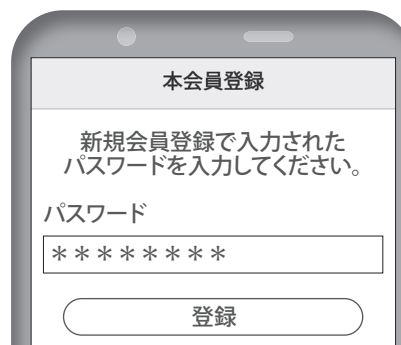 本会員登録
新規会員登録で入力された
パスワードを入力してください。
パスワード
＊＊＊＊＊＊＊＊
登録